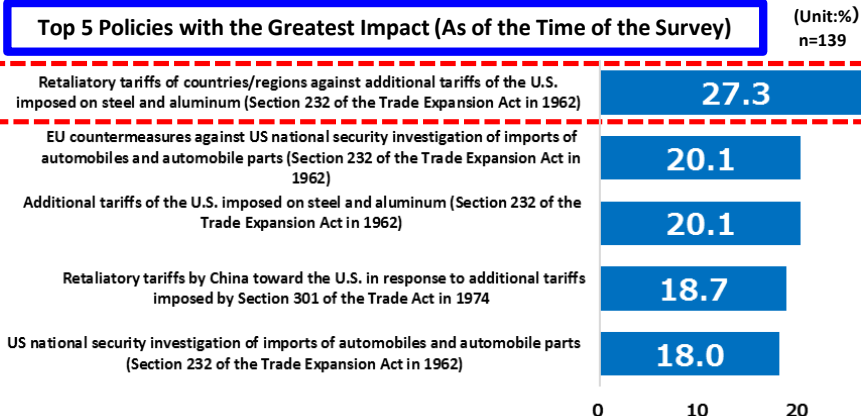 Top 5 Policies with the Greatest Impact (As of the Time of the Survey)
(Unit:%)
n=139
Retaliatory tariffs of countries/regions against additional tariffs of the U.S.
imposed on steel and aluminum (Section 232 of the Trade Expansion Act in 1962)
27.3
EU countermeasures against US national security investigation of imports of
automobiles and automobile parts (Section 232 of the Trade Expansion Act in
1962)
20.1
Additional tariffs of the U.S. imposed on steel and aluminum (Section 232 of the
Trade Expansion Act in 1962)
20.1
Retaliatory tariffs by China toward the U.S. in response to additional tariffs
imposed by Section 301 of the Trade Act in 1974
18.7
US national security investigation of imports of automobiles and automobile parts
(Section 232 of the Trade Expansion Act in 1962)
18.0
0 10 20